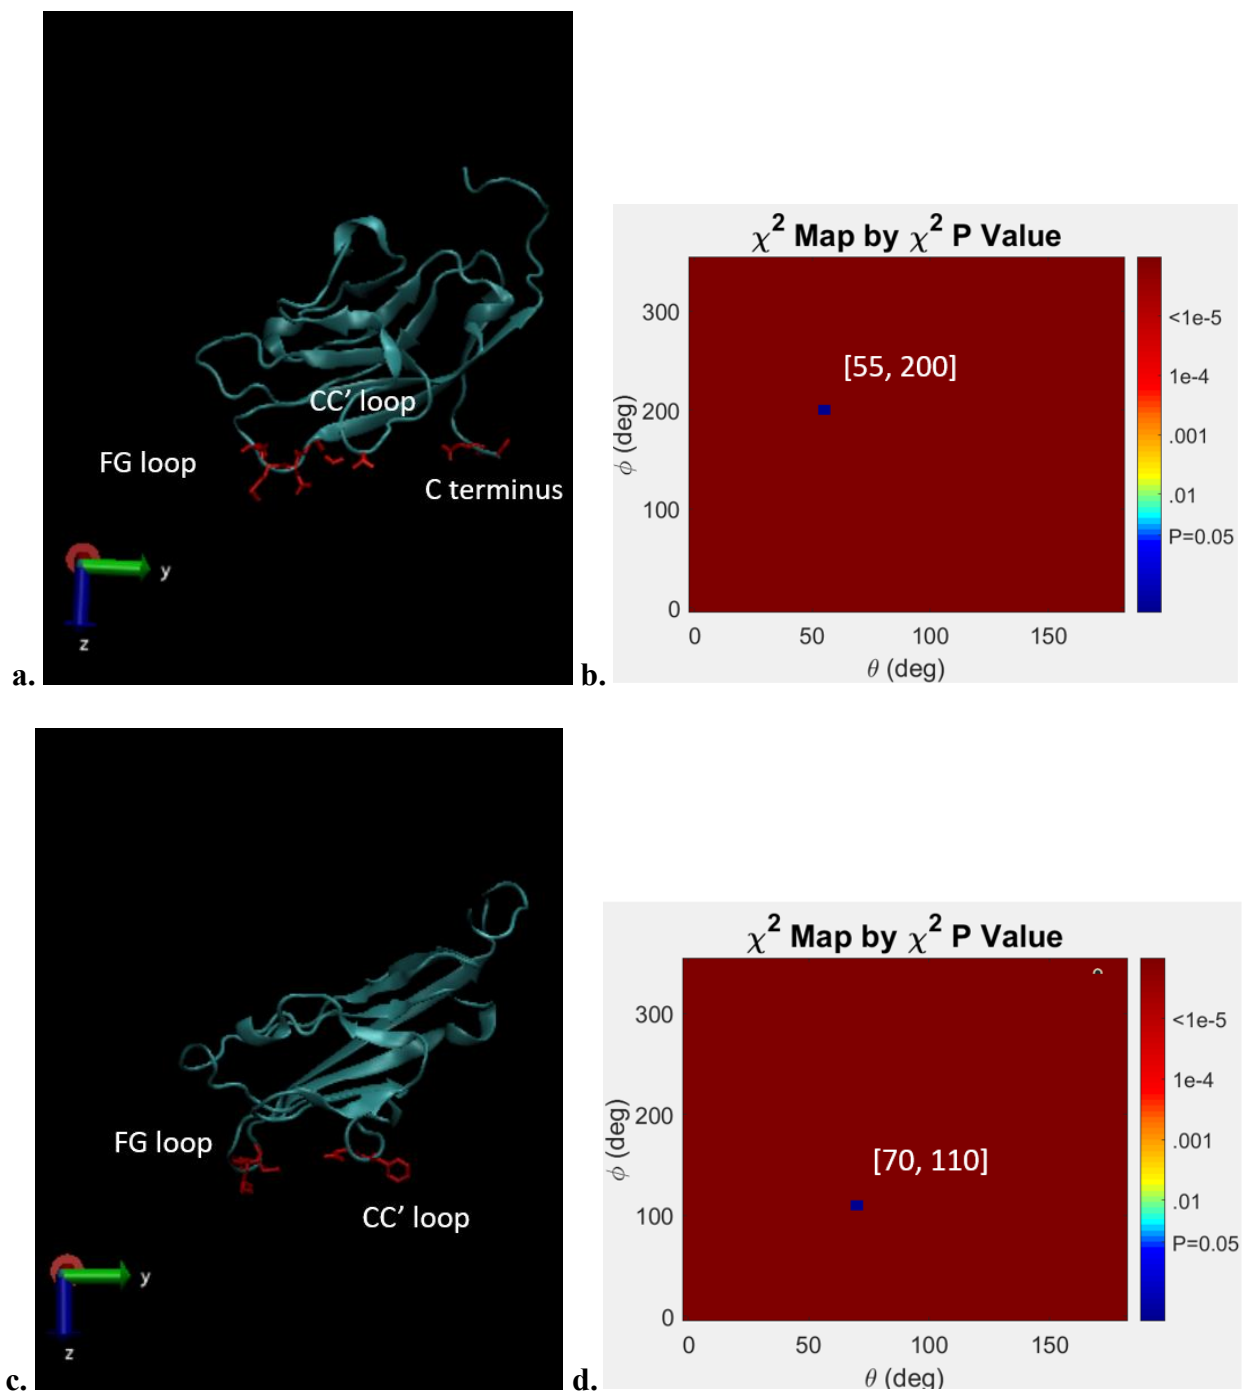 CC’ loop
FG loop
C terminus
y
z
a.
χ² Map by χ² P Value
300
200
100
0
ϕ (deg)
[55, 200]
0 50 100 150
θ (deg)
<1e-5
1e-4
.001
.01
P=0.05
b.
FG loop
CC’ loop
y
z
c.
χ² Map by χ² P Value
300
200
100
0
ϕ (deg)
[70, 110]
0 50 100 150
θ (deg)
<1e-5
1e-4
.001
.01
P=0.05
d.